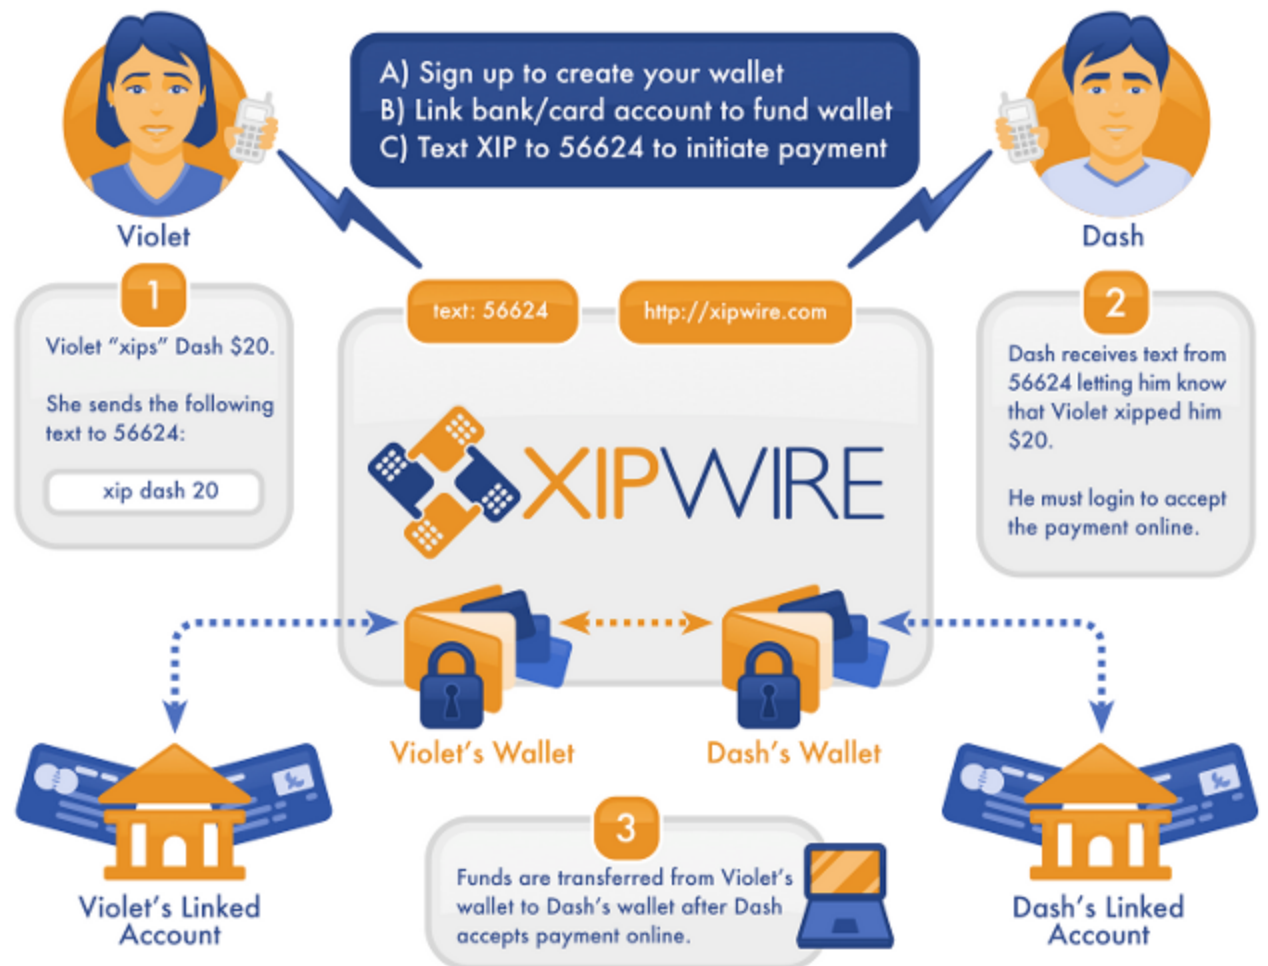 A) Sign up to create your wallet
B) Link bank/card account to fund wallet
C) Text XIP to 56624 to initiate payment
Violet
Dash
text: 56624
http://xipwire.com
1
Violet "xips" Dash $20.
She sends the following
text to 56624:
xip dash 20
2
Dash receives text from
56624 letting him know
that Violet xipped him
$20.
He must login to accept
the payment online.
XIPWIRE
Violet's Wallet
Dash's Wallet
Violet's Linked
Account
3
Funds are transferred from Violet's
wallet to Dash's wallet after Dash
accepts payment online.
Dash's Linked
Account